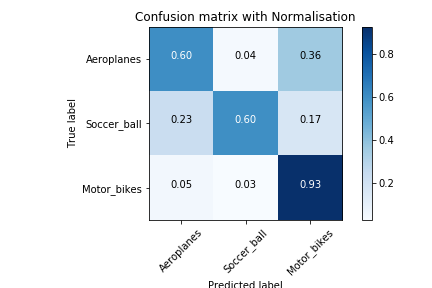 Confusion matrix with Normalisation
True label
Aeroplanes
0.60 0.04 0.36
Soccer_ball
0.23 0.60 0.17
Motor_bikes
0.05 0.03 0.93
0.8
0.6
0.4
0.2
Aeroplanes
Soccer_ball
Motor_bikes
Predicted label